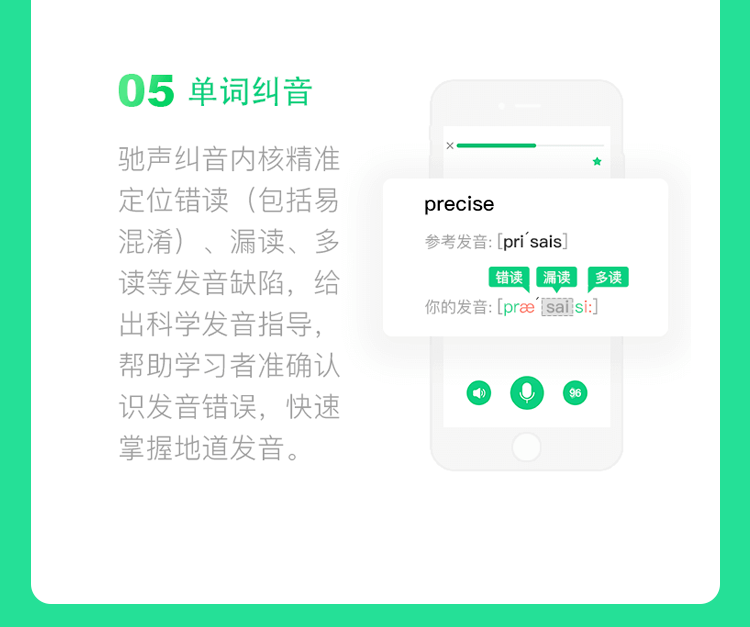 05 单词纠音
驰声纠音内核精准
定位错读（包括易
混淆）、漏读、多
读等发音缺陷，给
出科学发音指导，
帮助学习者准确认
识发音错误，快速
掌握地道发音。
precise
参考发音: [pri´sais]
错读 漏读 多读
你的发音: [præ´saisi:]
96